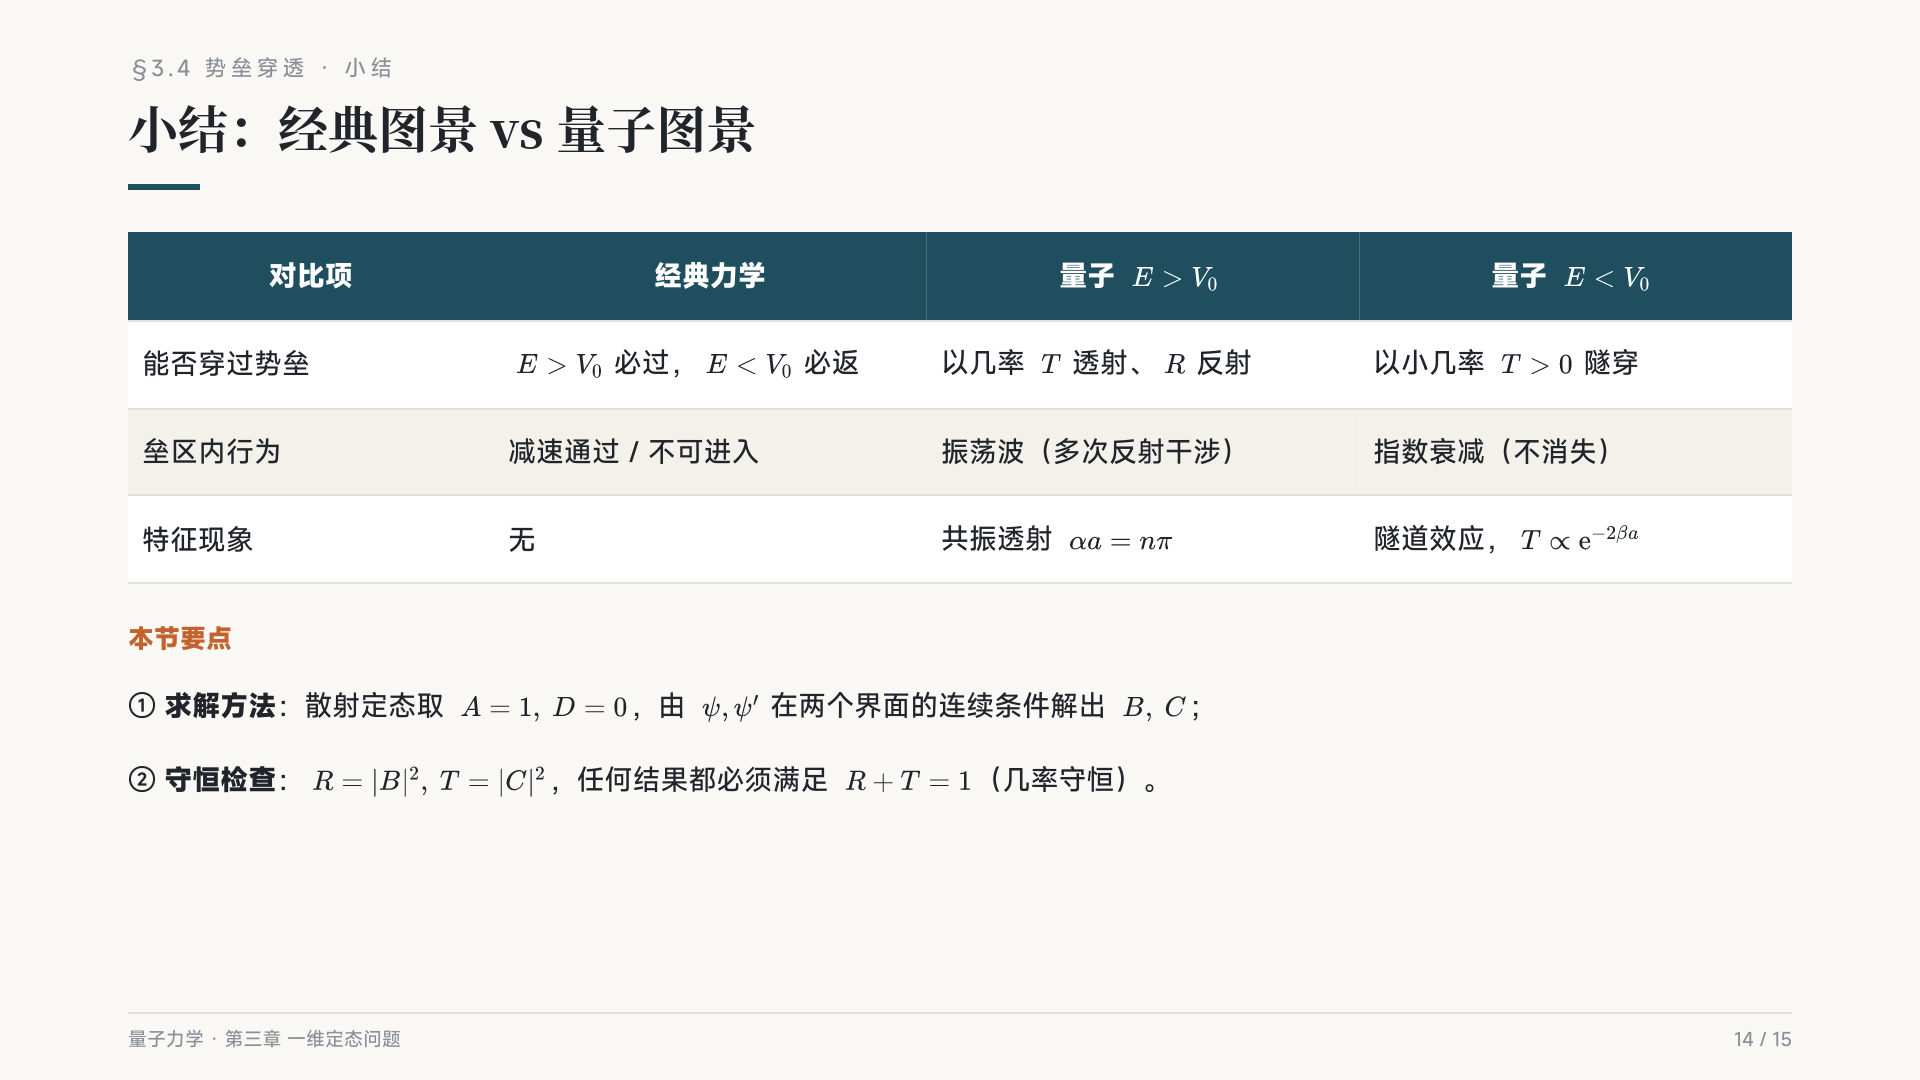 §3.4 势垒穿透 · 小结
小结：经典图景 vs 量子图景
对比项 经典力学 量子 E > V₀ 量子 E < V₀
能否穿过势垒 E > V₀ 必过， E < V₀ 必返 以几率 T 透射、 R 反射 以小几率 T > 0 隧穿
垒区内行为 减速通过 / 不可进入 振荡波（多次反射干涉） 指数衰减（不消失）
特征现象 无 共振透射 αa = nπ 隧道效应， T ∝ e^{−2βa}
本节要点
① 求解方法：散射定态取 A = 1, D = 0，由 ψ, ψ′ 在两个界面的连续条件解出 B, C；
② 守恒检查： R = |B|², T = |C|²，任何结果都必须满足 R + T = 1（几率守恒）。
量子力学 · 第三章 一维定态问题
14 / 15